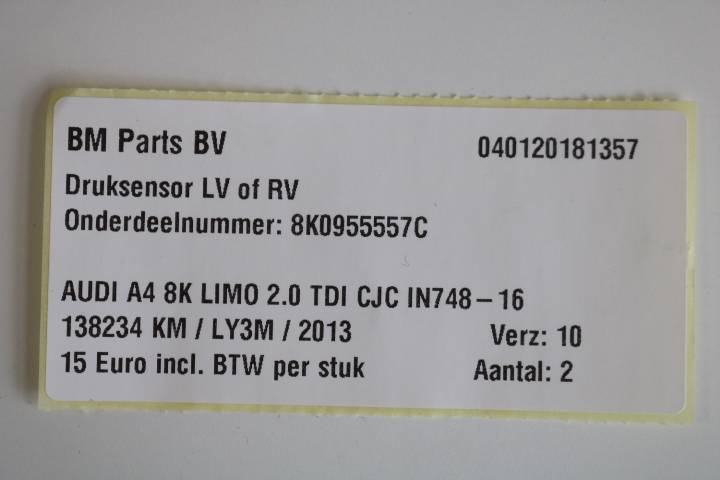 BM Parts BV 040120181357
Druksensor LV of RV
Onderdeelnummer: 8K0955557C
AUDI A4 8K LIMO 2.0 TDI CJC IN748-16
138234 KM / LY3M / 2013 Verz: 10
15 Euro incl. BTW per stuk Aantal: 2